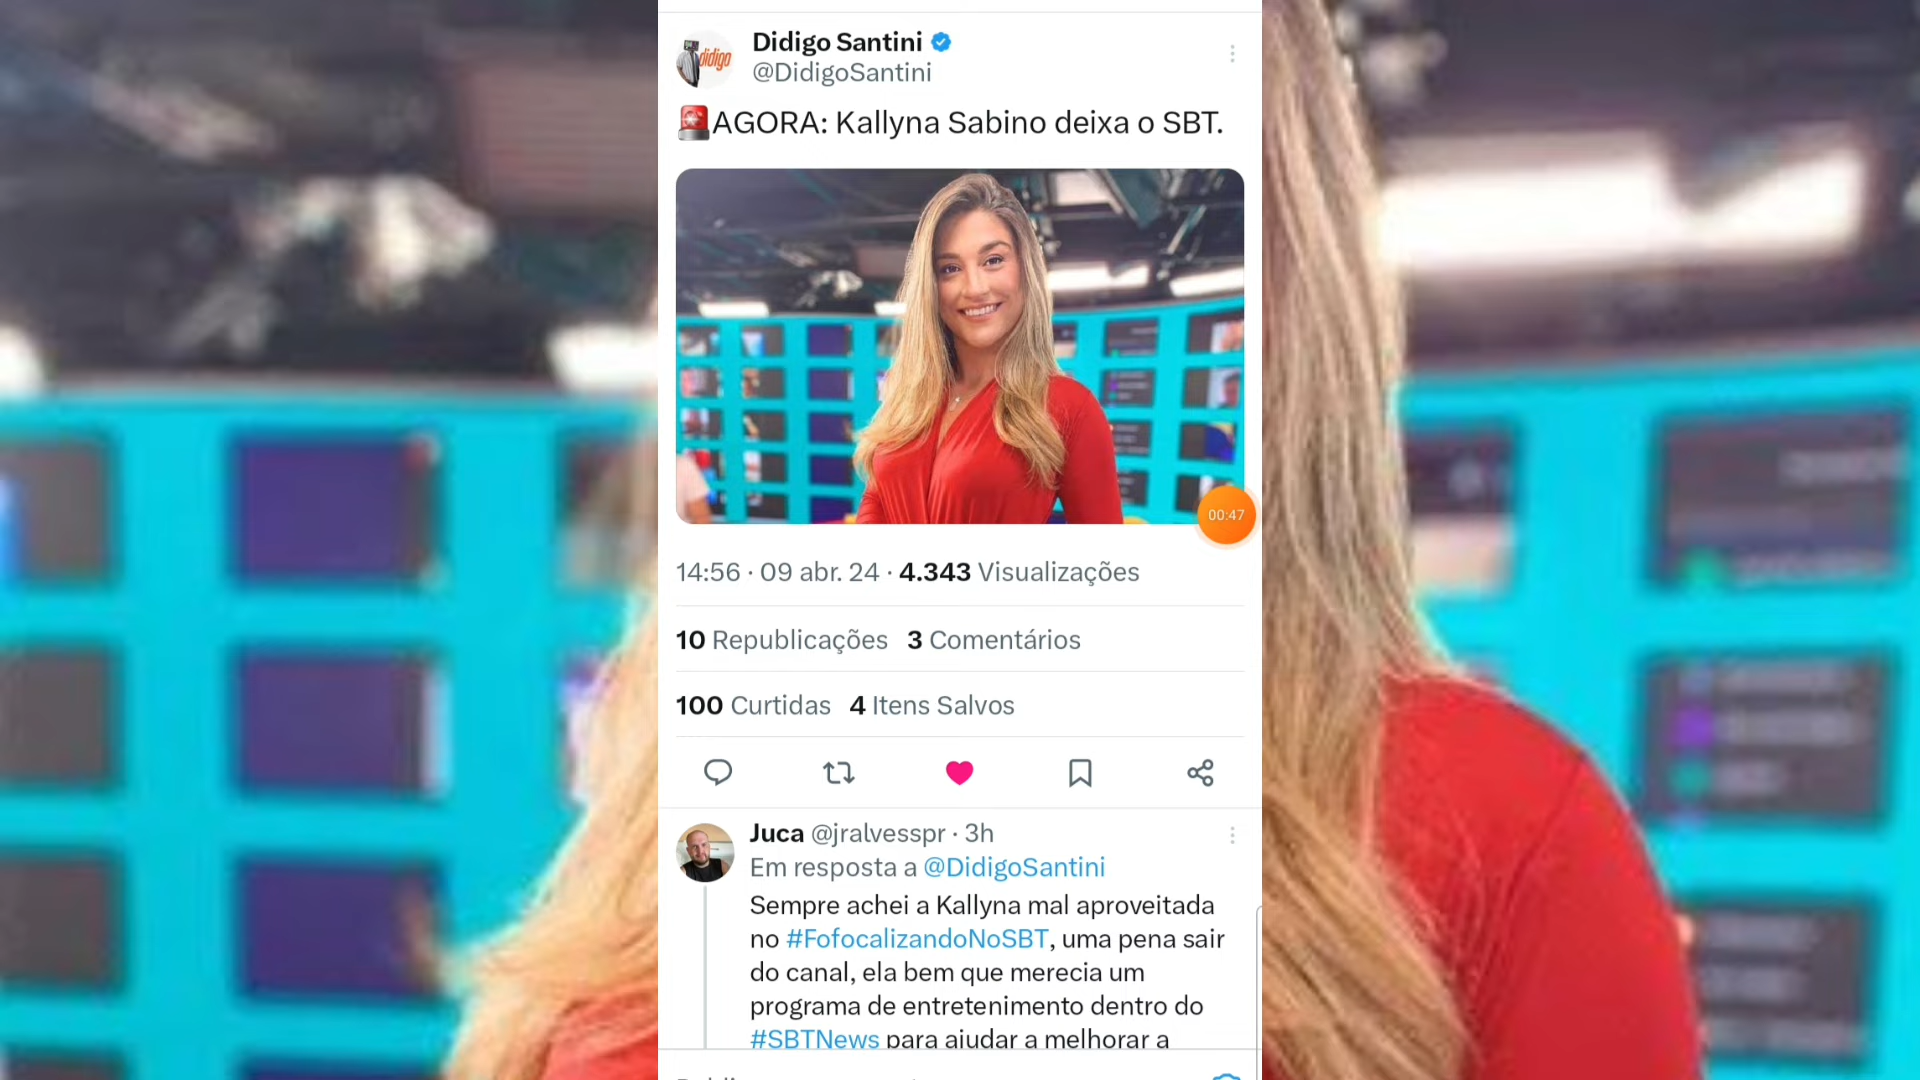 didigo
Didigo Santini
@DidigoSantini
🚨AGORA: Kallyna Sabino deixa o SBT.
00:47
14:56 · 09 abr. 24 · 4.343 Visualizações
10 Republicações 3 Comentários
100 Curtidas 4 Itens Salvos
Juca @jralvesspr · 3h
Em resposta a @DidigoSantini
Sempre achei a Kallyna mal aproveitada
no #FofocalizandoNoSBT, uma pena sair
do canal, ela bem que merecia um
programa de entretenimento dentro do
#SBTNews para ajudar a melhorar a